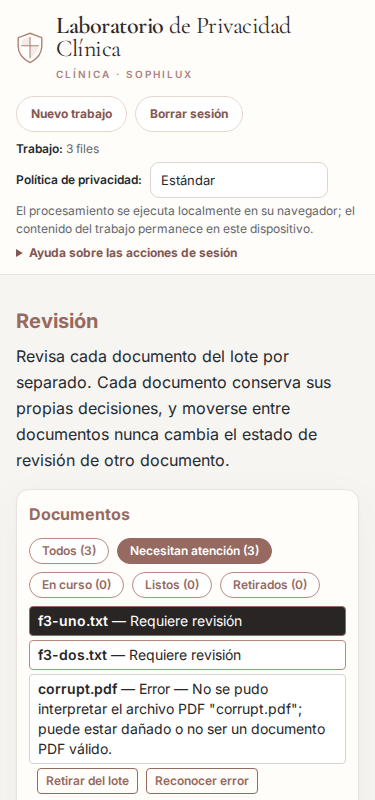 Laboratorio de Privacidad
Clínica
CLÍNICA · SOPHILUX
Nuevo trabajo
Borrar sesión
Trabajo: 3 files
Política de privacidad:
Estándar
El procesamiento se ejecuta localmente en su navegador; el
contenido del trabajo permanece en este dispositivo.
Ayuda sobre las acciones de sesión
Revisión
Revisa cada documento del lote por
separado. Cada documento conserva sus
propias decisiones, y moverse entre
documentos nunca cambia el estado de
revisión de otro documento.
Documentos
Todos (3)
Necesitan atención (3)
En curso (0)
Listos (0)
Retirados (0)
f3-uno.txt — Requiere revisión
f3-dos.txt — Requiere revisión
corrupt.pdf — Error — No se pudo
interpretar el archivo PDF "corrupt.pdf";
puede estar dañado o no ser un documento
PDF válido.
Retirar del lote
Reconocer error